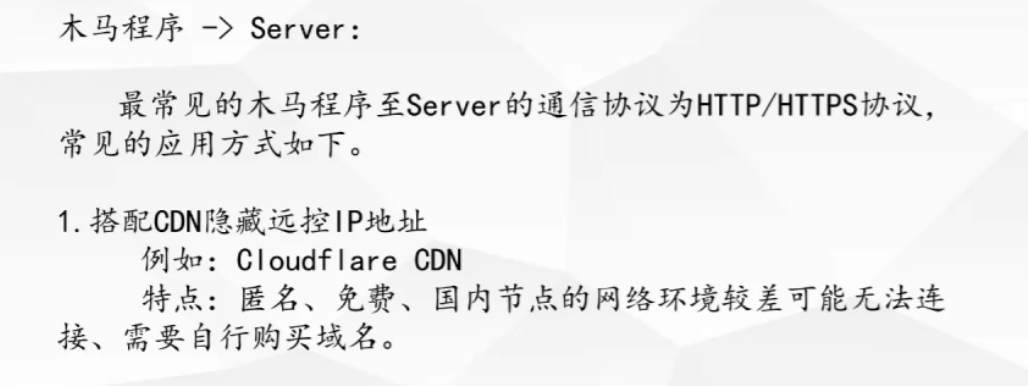 木马程序 -> Server：
最常见的木马程序至Server的通信协议为HTTP/HTTPS协议，
常见的应用方式如下。
1.搭配CDN隐藏远控IP地址
例如：Cloudflare CDN
特点：匿名、免费、国内节点的网络环境较差可能无法连
接、需要自行购买域名。